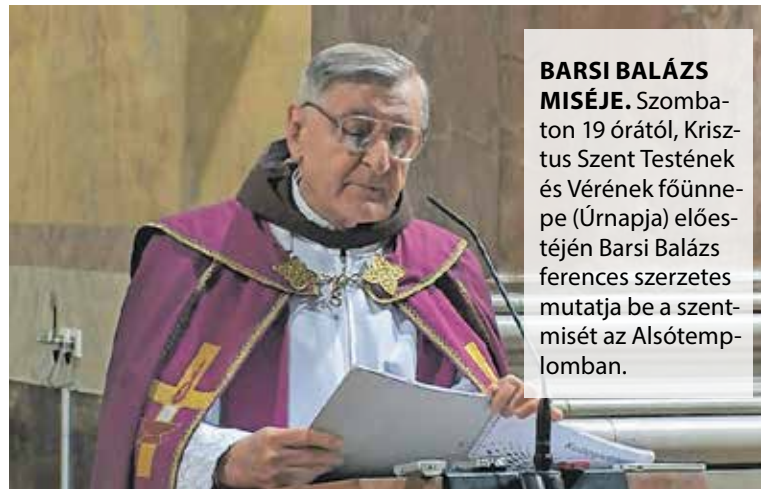 BARSI BALÁZS
MISÉJE. Szomba-
ton 19 órától, Krisz-
tus Szent Testének
és Vérének főünne-
pe (Úrnapja) előes-
téjén Barsi Balázs
ferences szerzetes
mutatja be a szent-
misét az Alsótemp-
lomban.